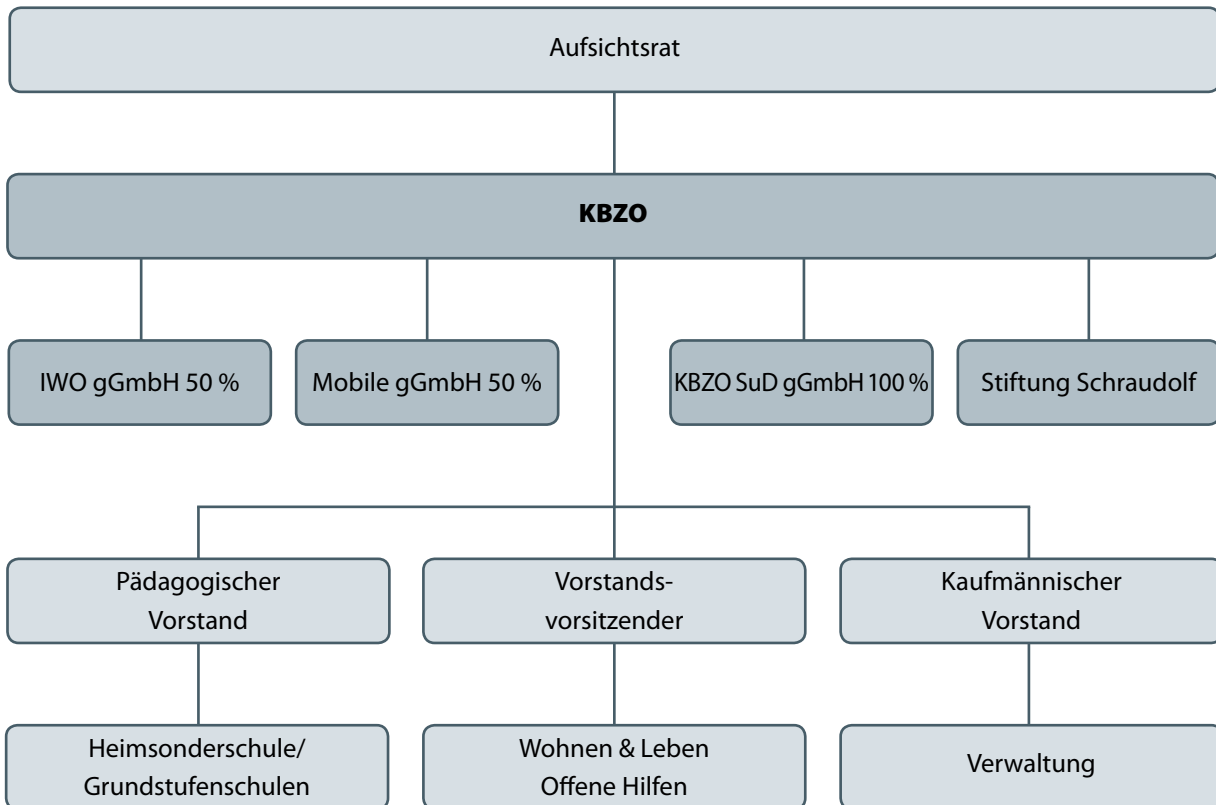 Aufsichtsrat
KBZO
IWO gGmbH 50 %
Mobile gGmbH 50 %
KBZO SuD gGmbH 100 %
Stiftung Schraudolf
Pädagogischer
Vorstand
Vorstands-
vorsitzender
Kaufmännischer
Vorstand
Heimsonderschule/
Grundstufenschulen
Wohnen & Leben
Offene Hilfen
Verwaltung